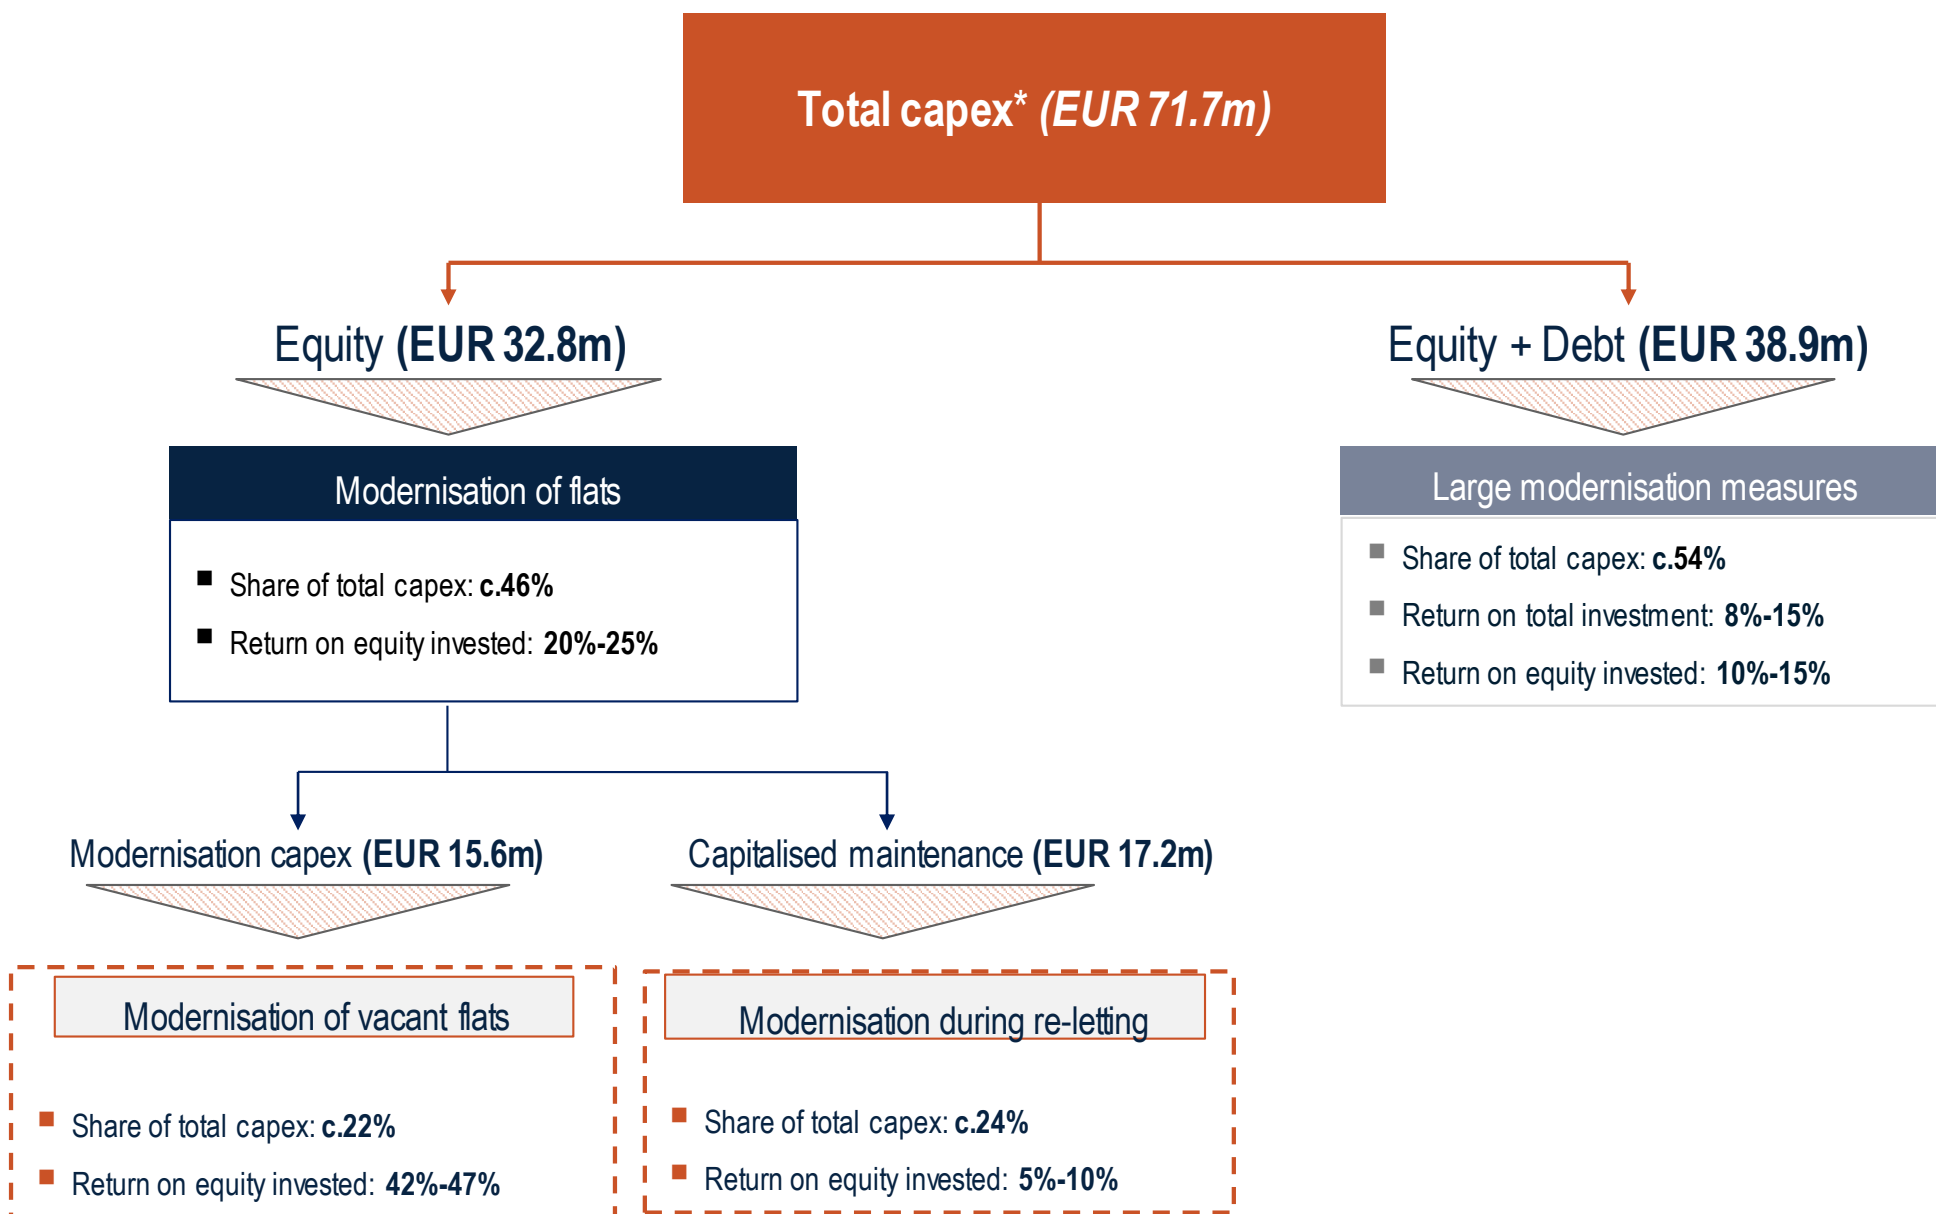 Total capex* (EUR 71.7m)
Equity (EUR 32.8m)
Equity + Debt (EUR 38.9m)
Modernisation of flats
■ Share of total capex: c.46%
■ Return on equity invested: 20%-25%
Large modernisation measures
■ Share of total capex: c.54%
■ Return on total investment: 8%-15%
■ Return on equity invested: 10%-15%
Modernisation capex (EUR 15.6m)
Capitalised maintenance (EUR 17.2m)
Modernisation of vacant flats
■ Share of total capex: c.22%
■ Return on equity invested: 42%-47%
Modernisation during re-letting
■ Share of total capex: c.24%
■ Return on equity invested: 5%-10%